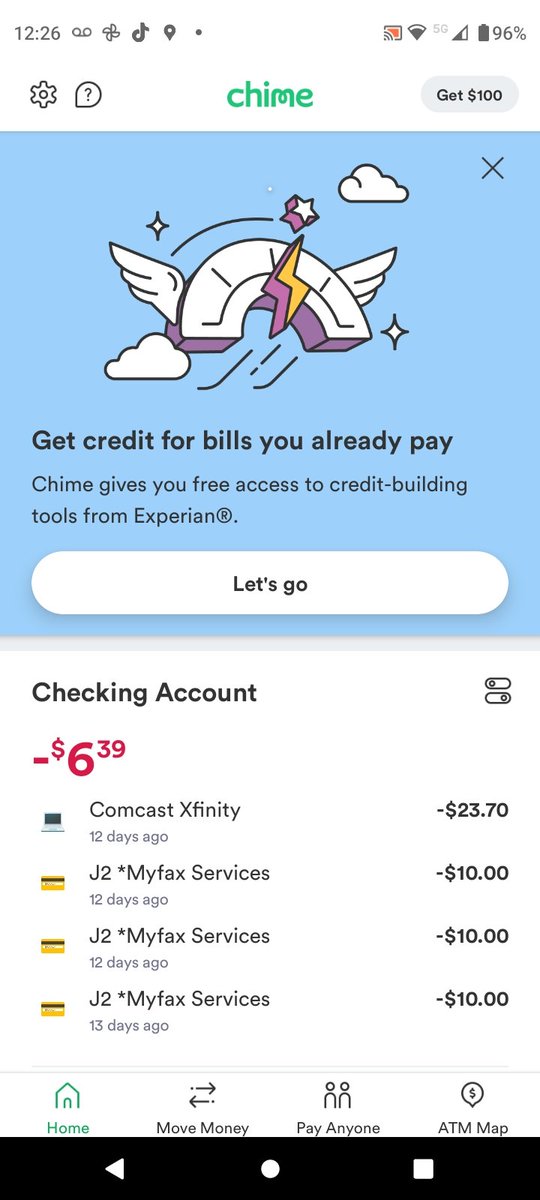 12:26 5G 96%
chime Get $100
Get credit for bills you already pay
Chime gives you free access to credit-building
tools from Experian®.
Let's go
Checking Account
-$6 39
Comcast Xfinity -$23.70
12 days ago
J2 *Myfax Services -$10.00
12 days ago
J2 *Myfax Services -$10.00
12 days ago
J2 *Myfax Services -$10.00
13 days ago
Home Move Money Pay Anyone ATM Map